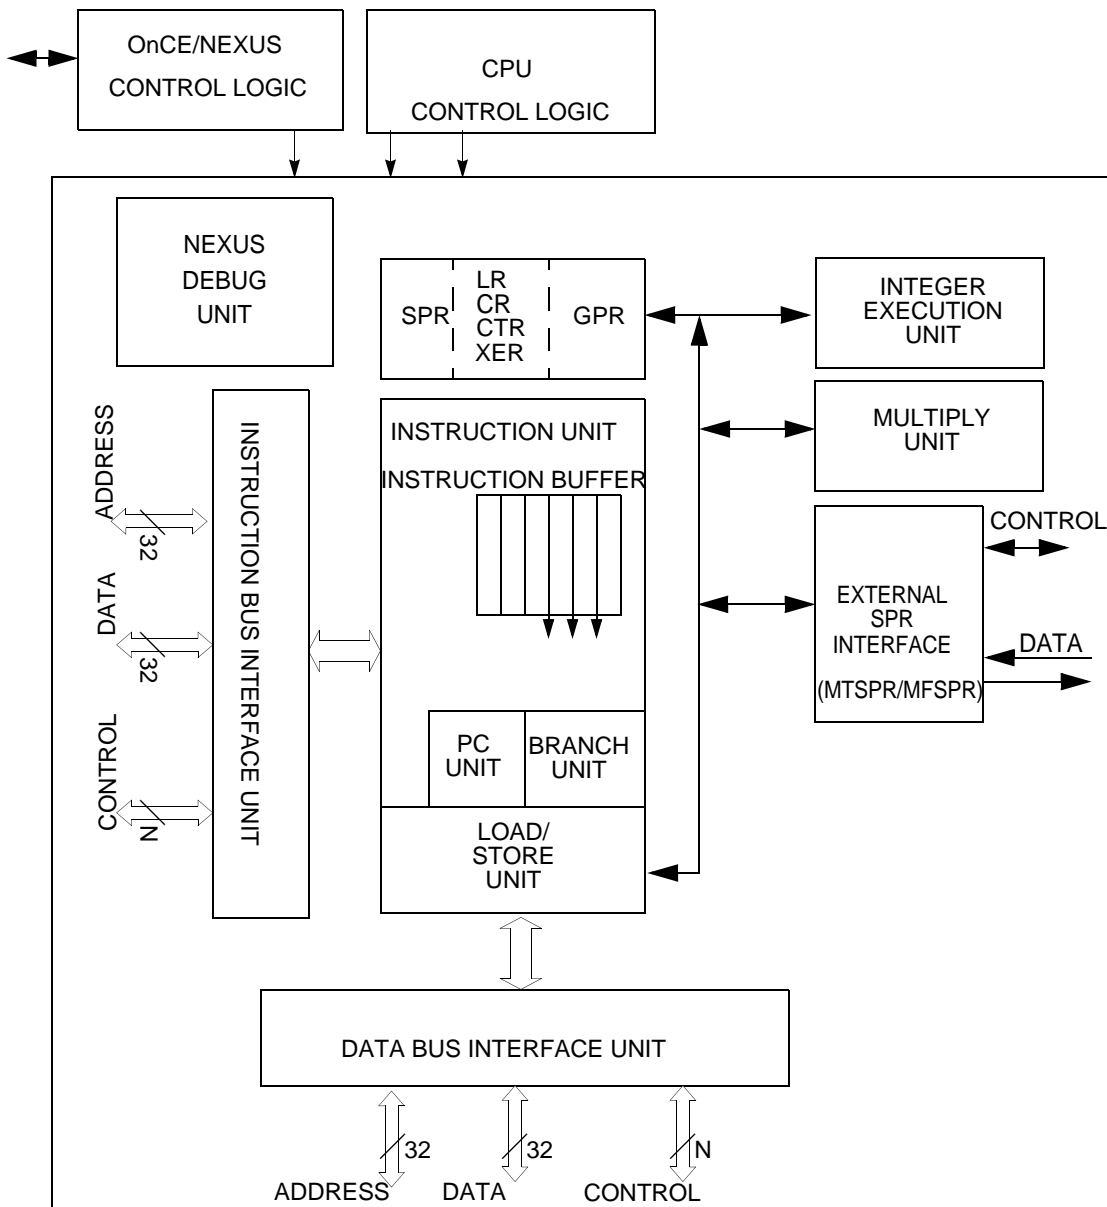 OnCE/NEXUS
CONTROL LOGIC
CPU
CONTROL LOGIC
NEXUS
DEBUG
UNIT
SPR
LR
CR
CTR
XER
GPR
INTEGER
EXECUTION
UNIT
MULTIPLY
UNIT
ADDRESS
32
DATA
32
CONTROL
N
INSTRUCTION BUS INTERFACE UNIT
INSTRUCTION UNIT
INSTRUCTION BUFFER
PC
UNIT
BRANCH
UNIT
LOAD/
STORE
UNIT
EXTERNAL
SPR
INTERFACE
(MTSPR/MFSPR)
CONTROL
DATA
DATA BUS INTERFACE UNIT
32
32
N
ADDRESS
DATA
CONTROL